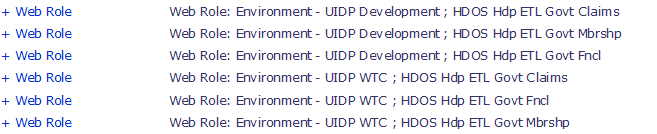 + Web Role Web Role: Environment - UIDP Development ; HDOS Hdp ETL Govt Claims
+ Web Role Web Role: Environment - UIDP Development ; HDOS Hdp ETL Govt Mbrshp
+ Web Role Web Role: Environment - UIDP Development ; HDOS Hdp ETL Govt Fncl
+ Web Role Web Role: Environment - UIDP WTC ; HDOS Hdp ETL Govt Claims
+ Web Role Web Role: Environment - UIDP WTC ; HDOS Hdp ETL Govt Fncl
+ Web Role Web Role: Environment - UIDP WTC ; HDOS Hdp ETL Govt Mbrshp